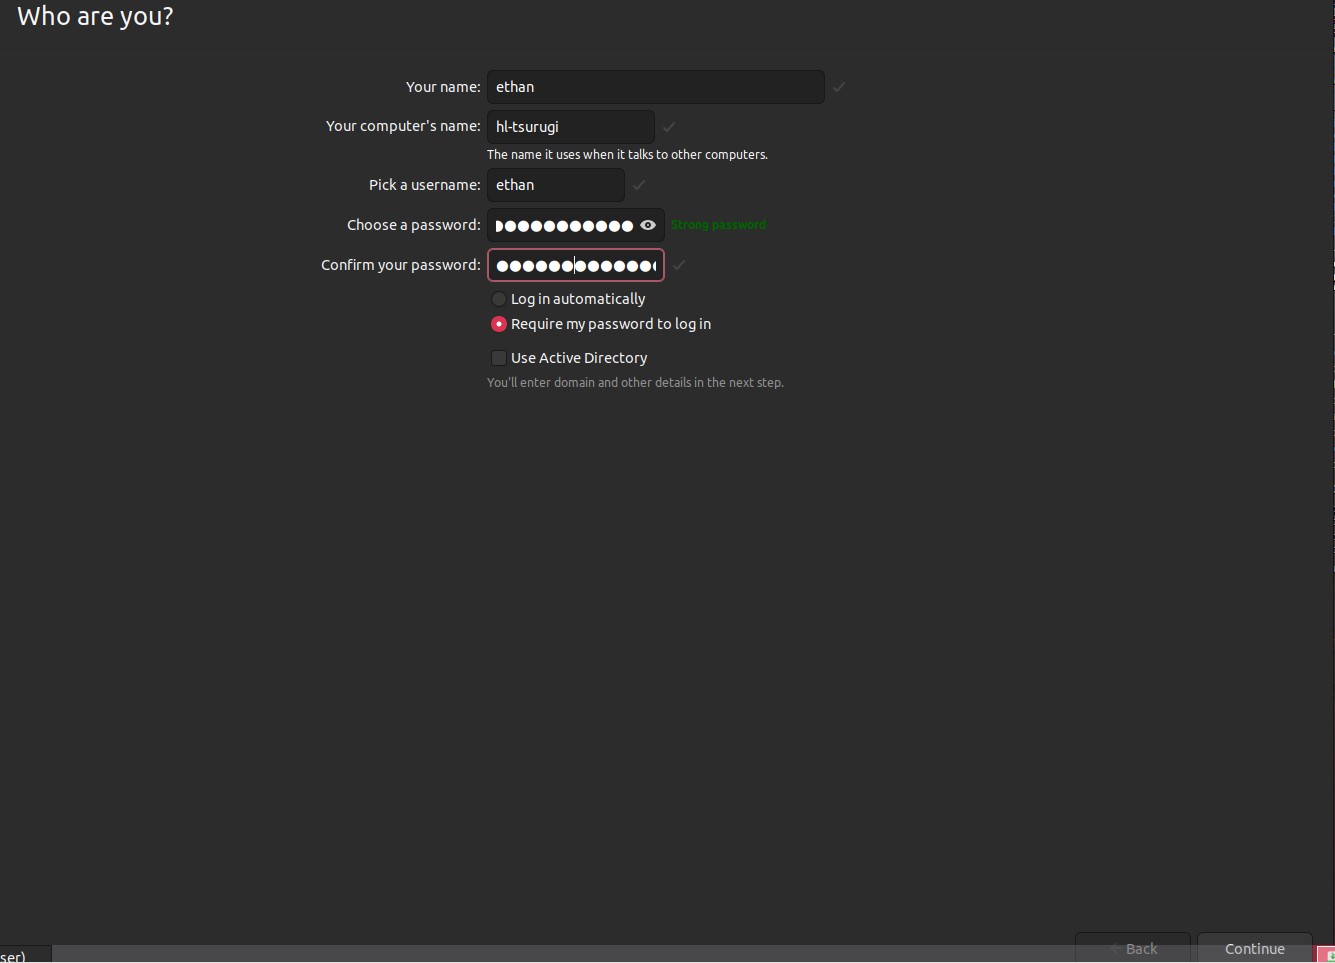 Who are you?
Your name: ethan
Your computer's name: hl-tsurugi
The name it uses when it talks to other computers.
Pick a username: ethan
Choose a password: Strong password
Confirm your password:
Log in automatically
Require my password to log in
Use Active Directory
You'll enter domain and other details in the next step.
Back Continue
ser)